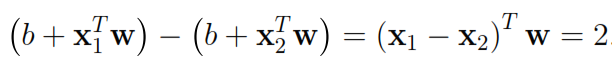 (b + x₁ᵀw) − (b + x₂ᵀw) = (x₁ − x₂)ᵀ w = 2.